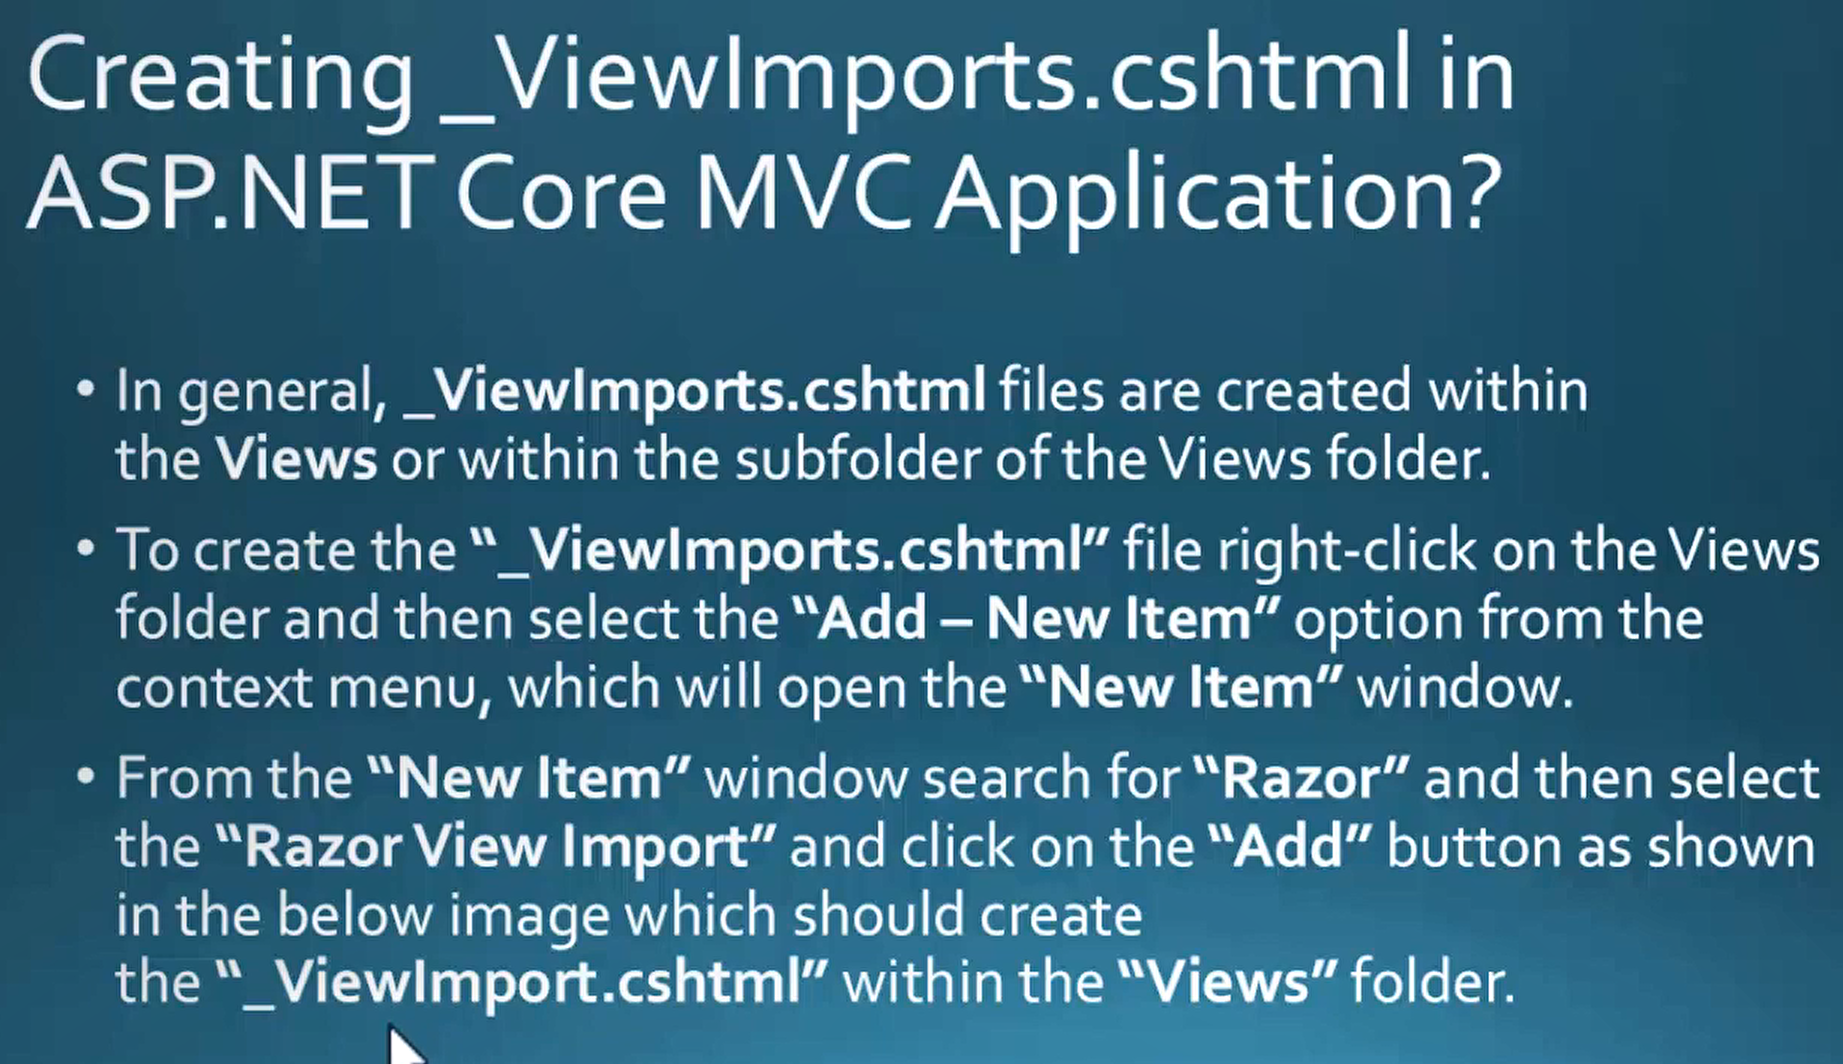 Creating _ViewImports.cshtml in
ASP.NET Core MVC Application?
• In general, _ViewImports.cshtml files are created within
the Views or within the subfolder of the Views folder.
• To create the “_ViewImports.cshtml” file right-click on the Views
folder and then select the “Add – New Item” option from the
context menu, which will open the “New Item” window.
• From the “New Item” window search for “Razor” and then select
the “Razor View Import” and click on the “Add” button as shown
in the below image which should create
the “_ViewImport.cshtml” within the “Views” folder.